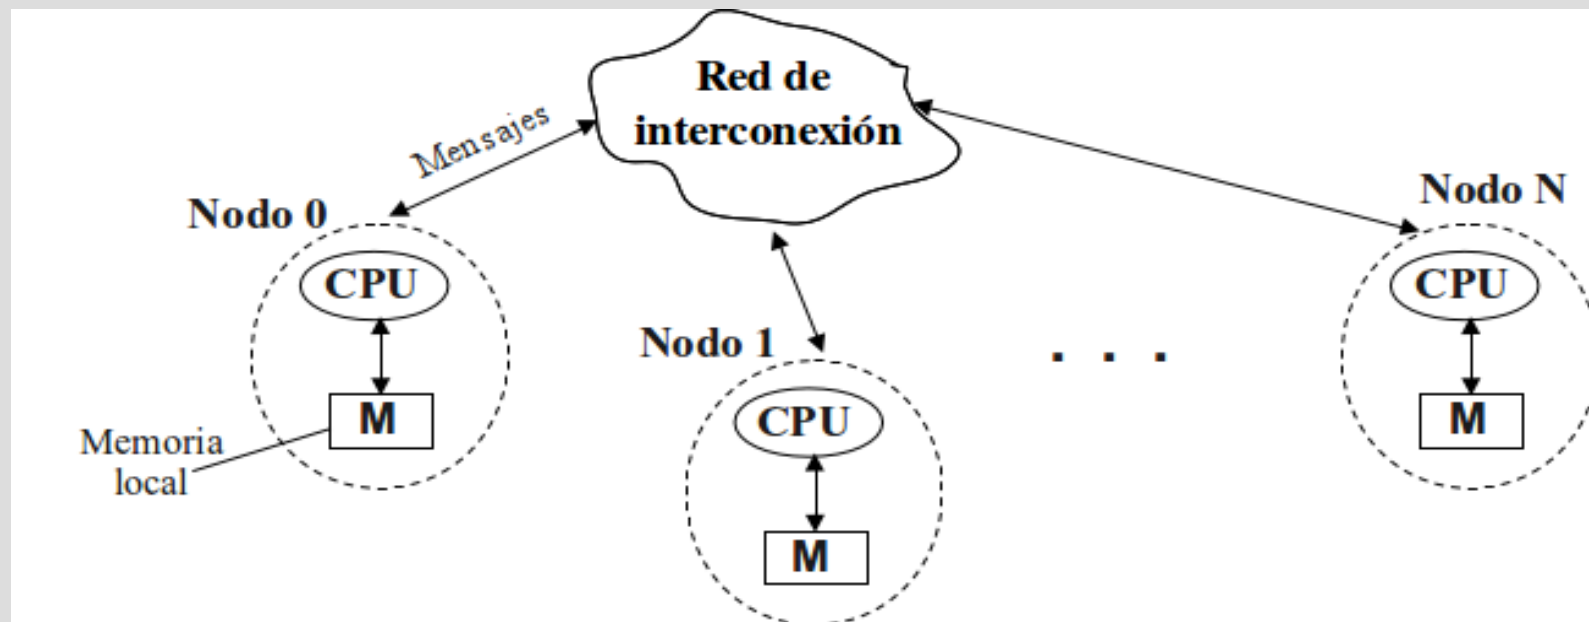 Red de
interconexión
Mensajes
Nodo 0
CPU
M
Memoria
local
Nodo 1
CPU
M
. . .
Nodo N
CPU
M